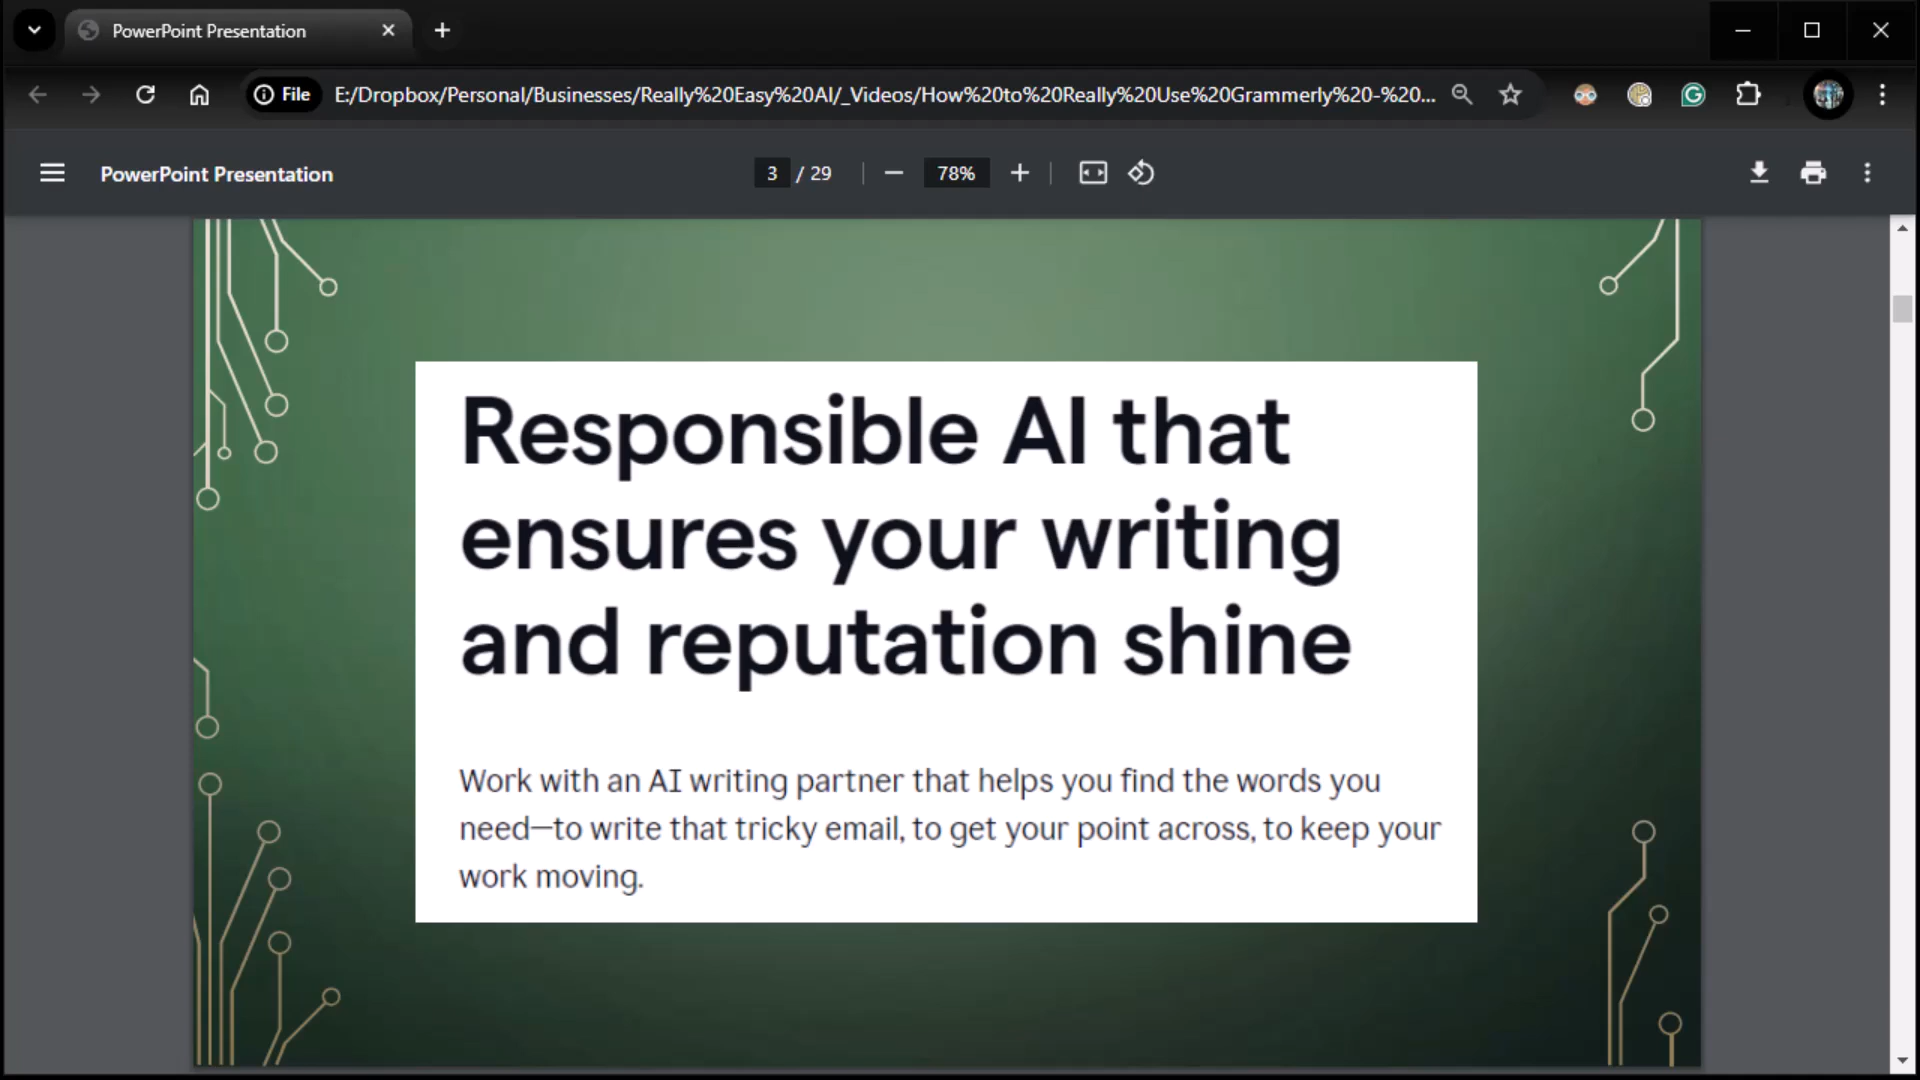 PowerPoint Presentation
File
E:/Dropbox/Personal/Businesses/Really%20Easy%20AI/_Videos/How%20to%20Really%20Use%20Grammerly%20-%20...
PowerPoint Presentation
3 / 29
78%
Responsible AI that
ensures your writing
and reputation shine
Work with an AI writing partner that helps you find the words you
need—to write that tricky email, to get your point across, to keep your
work moving.